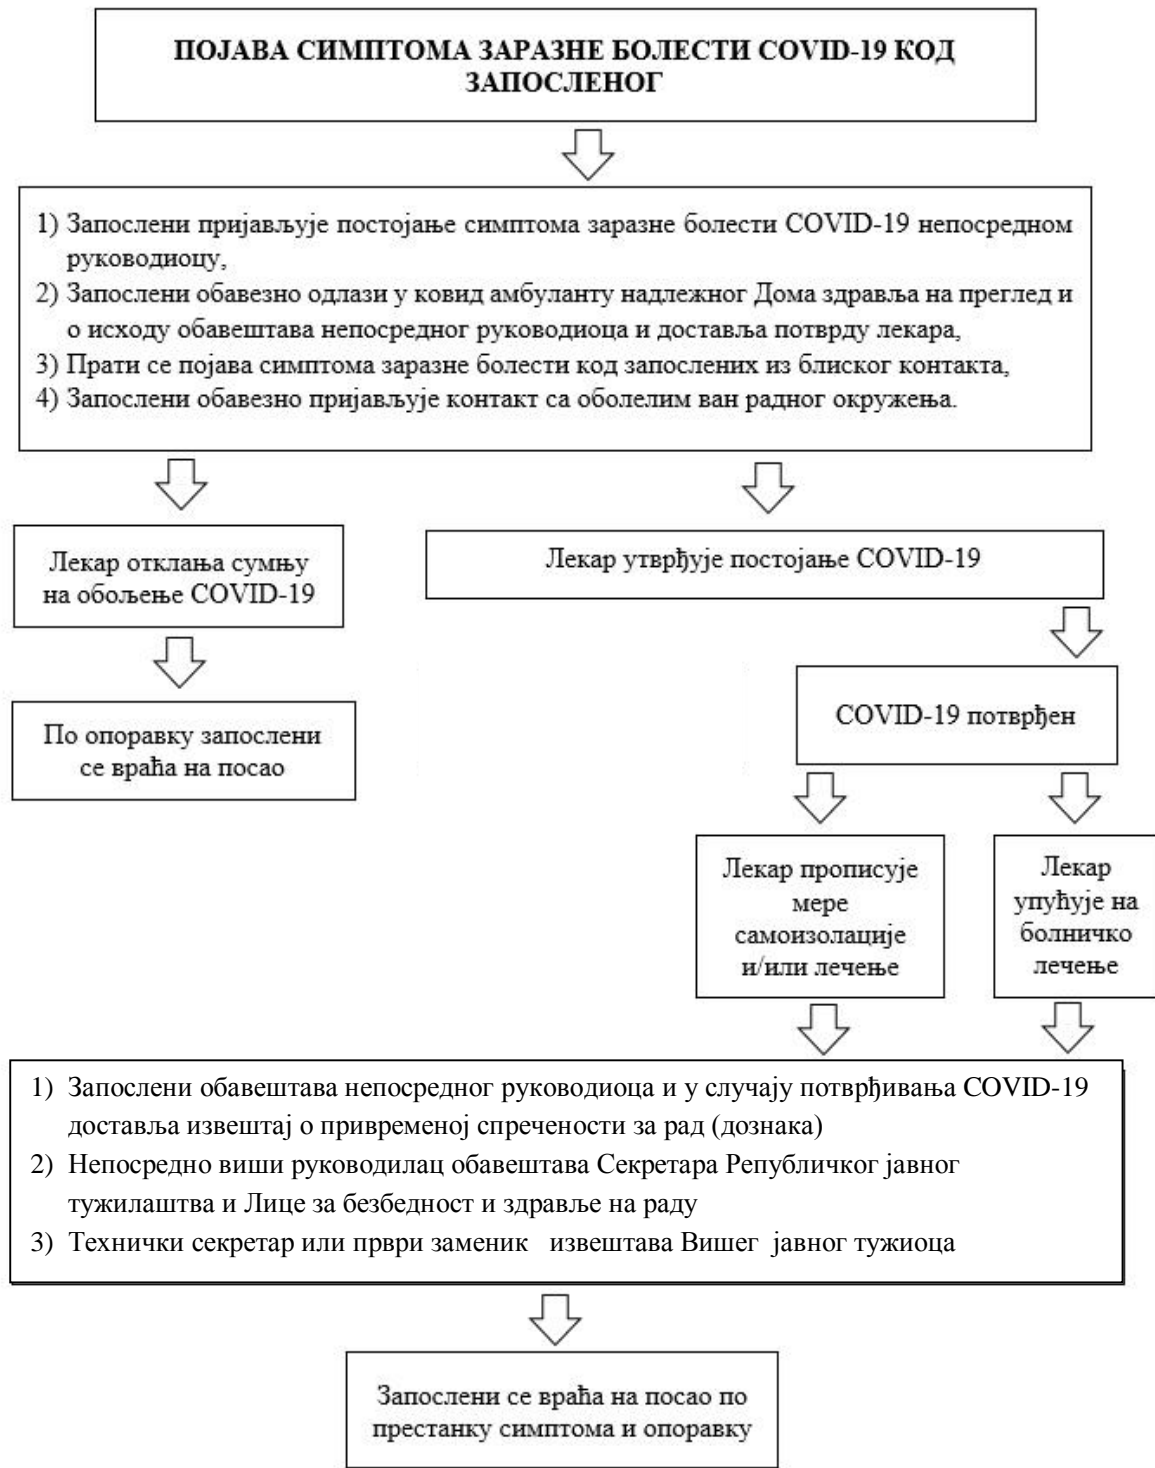 ПОЈАВА СИМПТОМА ЗАРАЗНЕ БОЛЕСТИ COVID-19 КОД
ЗАПОСЛЕНОГ
1) Запослени пријављује постојање симптома заразне болести COVID-19 непосредном
руководиоцу,
2) Запослени обавезно одлази у ковид амбуланту надлежног Дома здравља на преглед и
о исходу обавештава непосредног руководиоца и доставља потврду лекара,
3) Прати се појава симптома заразне болести код запослених из блиског контакта,
4) Запослени обавезно пријављује контакт са оболелим ван радног окружења.
Лекар отклања сумњу
на обољење COVID-19
Лекар утврђује постојање COVID-19
По опоравку запослени
се враћа на посао
COVID-19 потврђен
Лекар прописује
мере
самоизолације
и/или лечење
Лекар
упућује на
болничко
лечење
1) Запослени обавештава непосредног руководиоца и у случају потврђивања COVID-19
доставља извештај о привременој спречености за рад (дознака)
2) Непосредно виши руководилац обавештава Секретара Републичког јавног
тужилаштва и Лице за безбедност и здравље на раду
3) Технички секретар или први заменик извештава Вишег јавног тужиоца
Запослени се враћа на посао по
престанку симптома и опоравку